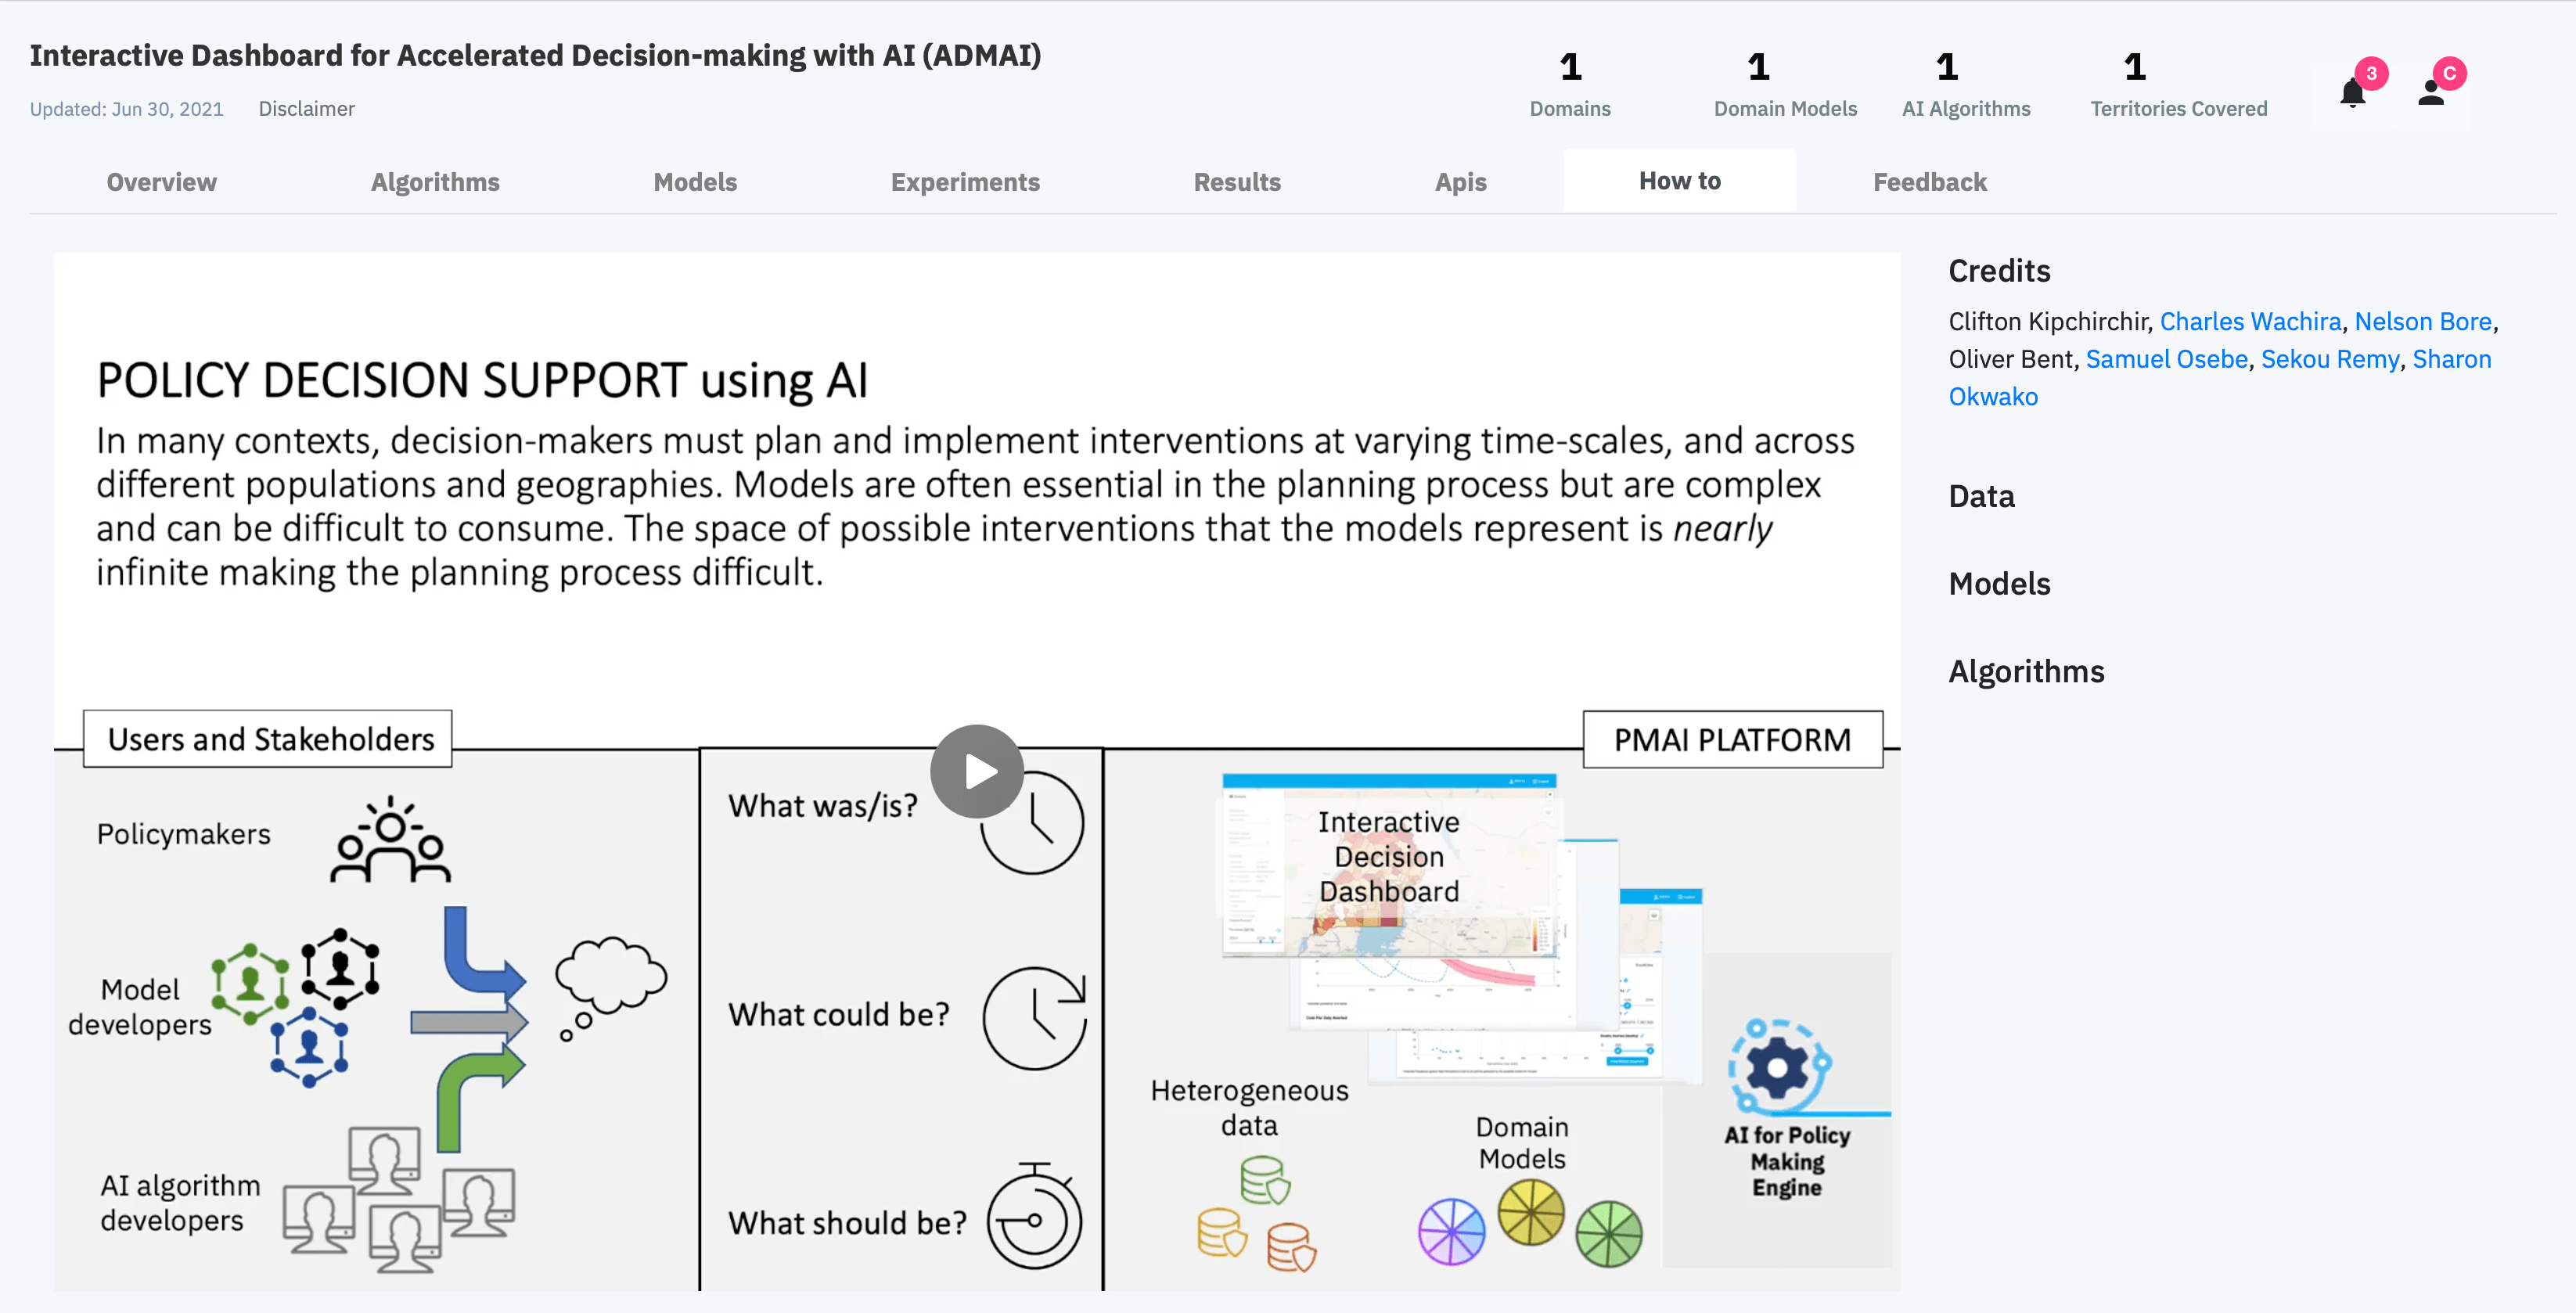 Interactive Dashboard for Accelerated Decision-making with AI (ADMAI)
Updated: Jun 30, 2021 Disclaimer
1 1 1 1
Domains Domain Models AI Algorithms Territories Covered
3 C
Overview Algorithms Models Experiments Results Apis How to Feedback
POLICY DECISION SUPPORT using AI
In many contexts, decision-makers must plan and implement interventions at varying time-scales, and across
different populations and geographies. Models are often essential in the planning process but are complex
and can be difficult to consume. The space of possible interventions that the models represent is nearly
infinite making the planning process difficult.
Users and Stakeholders
Policymakers
Model
developers
AI algorithm
developers
What was/is?
What could be?
What should be?
PMAI PLATFORM
Interactive
Decision
Dashboard
Heterogeneous
data
Domain
Models
AI for Policy
Making
Engine
Credits
Clifton Kipchirchir, Charles Wachira, Nelson Bore,
Oliver Bent, Samuel Osebe, Sekou Remy, Sharon
Okwako
Data
Models
Algorithms